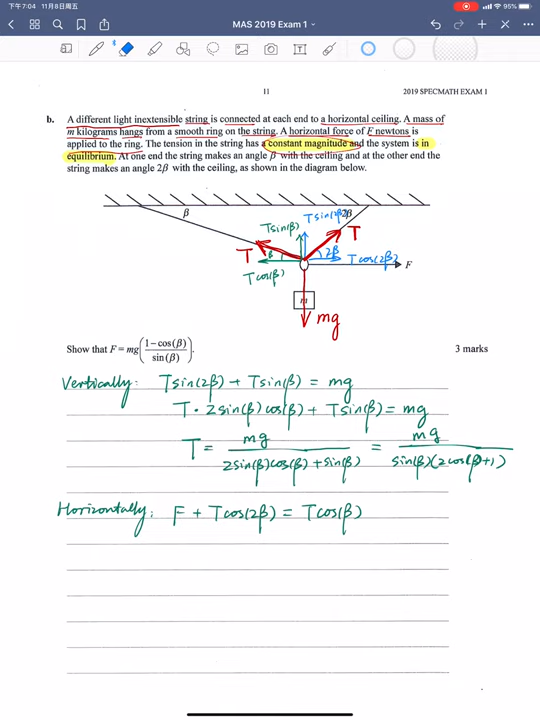 下午7:04 11月8日周五
95%
MAS 2019 Exam 1
11
2019 SPECMATH EXAM 1
b. A different light inextensible string is connected at each end to a horizontal ceiling. A mass of
m kilograms hangs from a smooth ring on the string. A horizontal force of F newtons is
applied to the ring. The tension in the string has a constant magnitude and the system is in
equilibrium. At one end the string makes an angle β with the ceiling and at the other end the
string makes an angle 2β with the ceiling, as shown in the diagram below.
β
2β
Tsin(2β)
Tsin(β)
T
T
β
2β
Tcos(β)
Tcos(2β)
F
m
mg
Show that F = mg((1 − cos(β))/sin(β)).
3 marks
Vertically: Tsin(2β) + Tsin(β) = mg
T · 2sin(β)cos(β) + Tsin(β) = mg
T = mg/(2sin(β)cos(β) + sin(β)) = mg/(sin(β)(2cos(β)+1))
Horizontally: F + Tcos(2β) = Tcos(β)